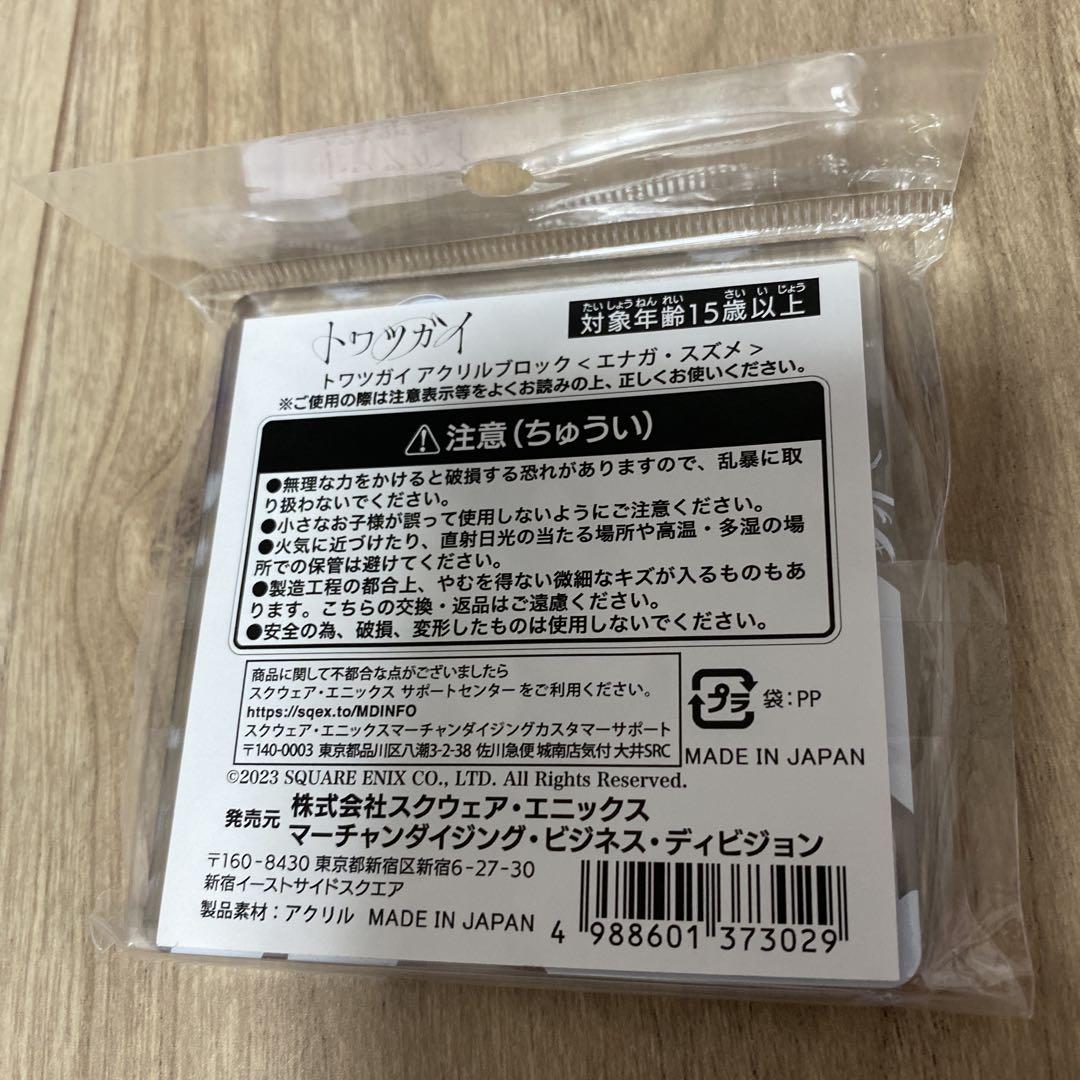 トワツガイ
たいしょうねんれい さい いじょう
対象年齢15歳以上
トワツガイ アクリルブロック < エナガ・スズメ >
※ご使用の際は注意表示等をよくお読みの上、正しくお使いください。
注意(ちゅうい)
●無理な力をかけると破損する恐れがありますので、乱暴に取
り扱わないでください。
●小さなお子様が誤って使用しないようにご注意ください。
●火気に近づけたり、直射日光の当たる場所や高温・多湿の場
所での保管は避けてください。
●製造工程の都合上、やむを得ない微細なキズが入るものもあ
ります。こちらの交換・返品はご遠慮ください。
●安全の為、破損、変形したものは使用しないでください。
商品に関して不都合な点がございましたら
スクウェア・エニックス サポートセンター をご利用ください。
https://sqex.to/MDINFO
スクウェア・エニックスマーチャンダイジングカスタマーサポート
〒140-0003 東京都品川区八潮3-2-38 佐川急便 城南店気付 大井SRC
プラ 袋:PP
MADE IN JAPAN
©2023 SQUARE ENIX CO., LTD. All Rights Reserved.
発売元 株式会社スクウェア・エニックス
マーチャンダイジング・ビジネス・ディビジョン
〒160-8430 東京都新宿区新宿6-27-30
新宿イーストサイドスクエア
製品素材:アクリル MADE IN JAPAN
4 988601 373029